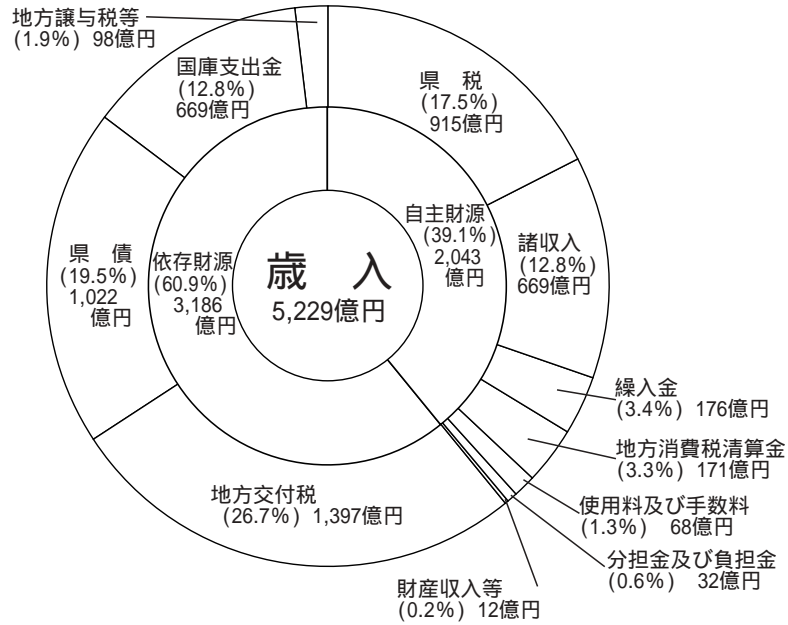 地方譲与税等
(1.9%) 98億円
国庫支出金
(12.8%)
669億円
県 税
(17.5%)
915億円
自主財源
(39.1%)
2,043
億円
諸収入
(12.8%)
669億円
県 債
(19.5%)
1,022
億円
依存財源
(60.9%)
3,186
億円
歳 入
5,229億円
繰入金
(3.4%) 176億円
地方消費税清算金
(3.3%) 171億円
使用料及び手数料
(1.3%) 68億円
分担金及び負担金
(0.6%) 32億円
財産収入等
(0.2%) 12億円
地方交付税
(26.7%) 1,397億円